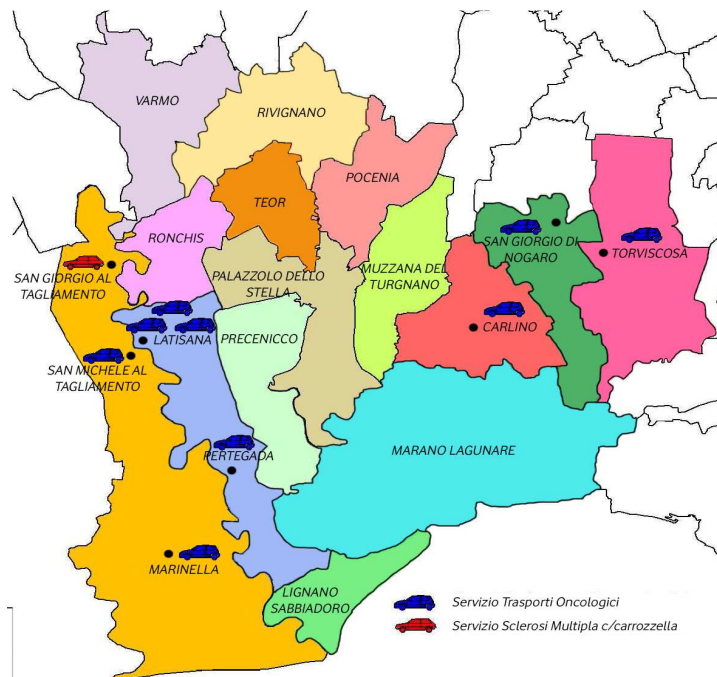 VARMO
RIVIGNANO
POCENIA
TEOR
RONCHIS
SAN GIORGIO DI
NOGARO
TORVISCOSA
SAN GIORGIO AL
TAGLIAMENTO
PALAZZOLO DELLO
STELLA
MUZZANA DEL
TURGNANO
LATISANA
PRECENICCO
CARLINO
SAN MICHELE AL
TAGLIAMENTO
PERTEGADA
MARANO LAGUNARE
MARINELLA
LIGNANO
SABBIADORO
Servizio Trasporti Oncologici
Servizio Sclerosi Multipla c/carrozzella